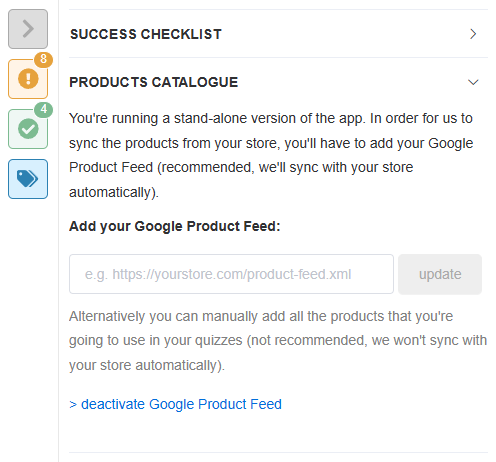 SUCCESS CHECKLIST
8
PRODUCTS CATALOGUE
4
You're running a stand-alone version of the app. In order for us to
sync the products from your store, you'll have to add your Google
Product Feed (recommended, we'll sync with your store
automatically).
Add your Google Product Feed:
e.g. https://yourstore.com/product-feed.xml
update
Alternatively you can manually add all the products that you're
going to use in your quizzes (not recommended, we won't sync with
your store automatically).
> deactivate Google Product Feed